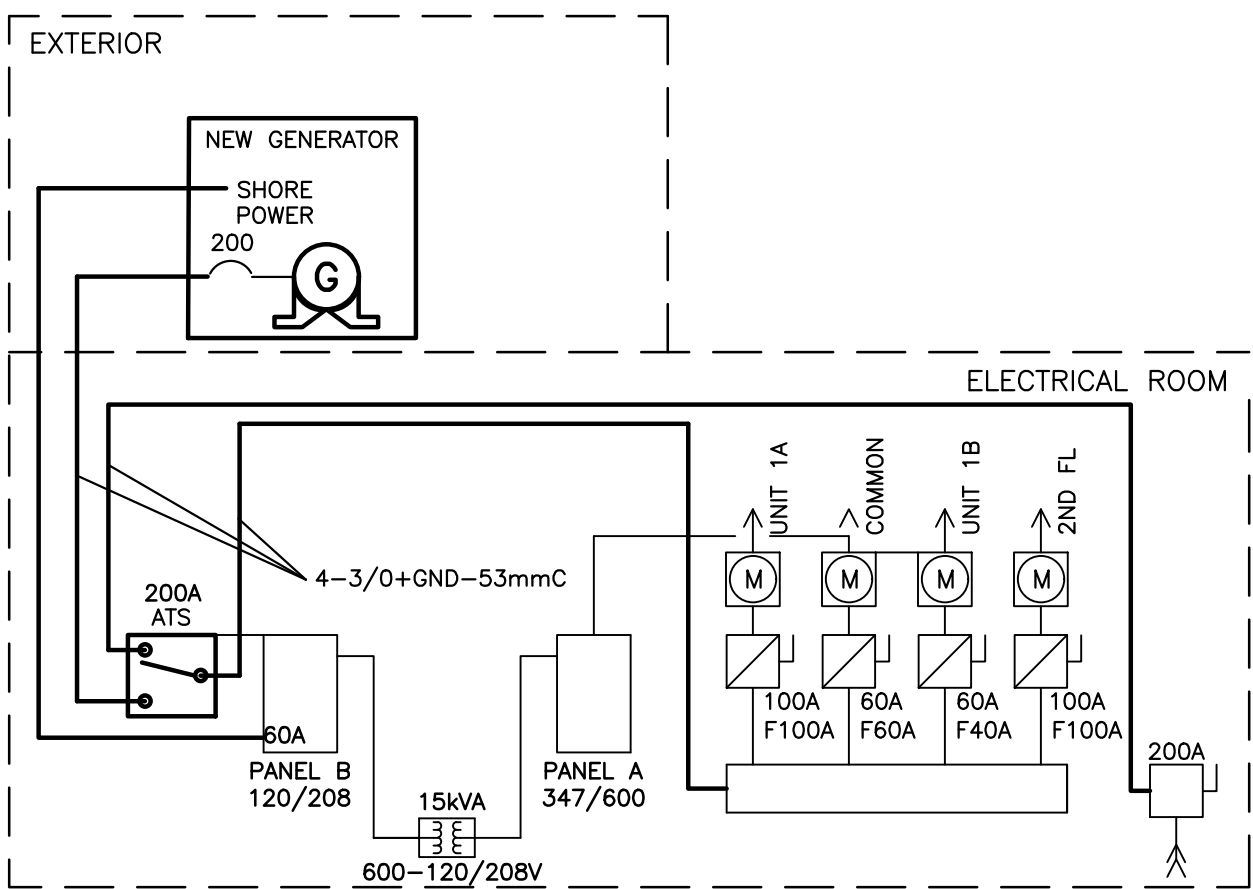 EXTERIOR
NEW GENERATOR
SHORE
POWER
200
G
ELECTRICAL ROOM
UNIT 1A
COMMON
UNIT 1B
2ND FL
4-3/0+GND-53mmC
M
M
M
M
200A
ATS
100A
F100A
60A
F60A
60A
F40A
100A
F100A
60A
PANEL B
120/208
PANEL A
347/600
200A
15kVA
600-120/208V